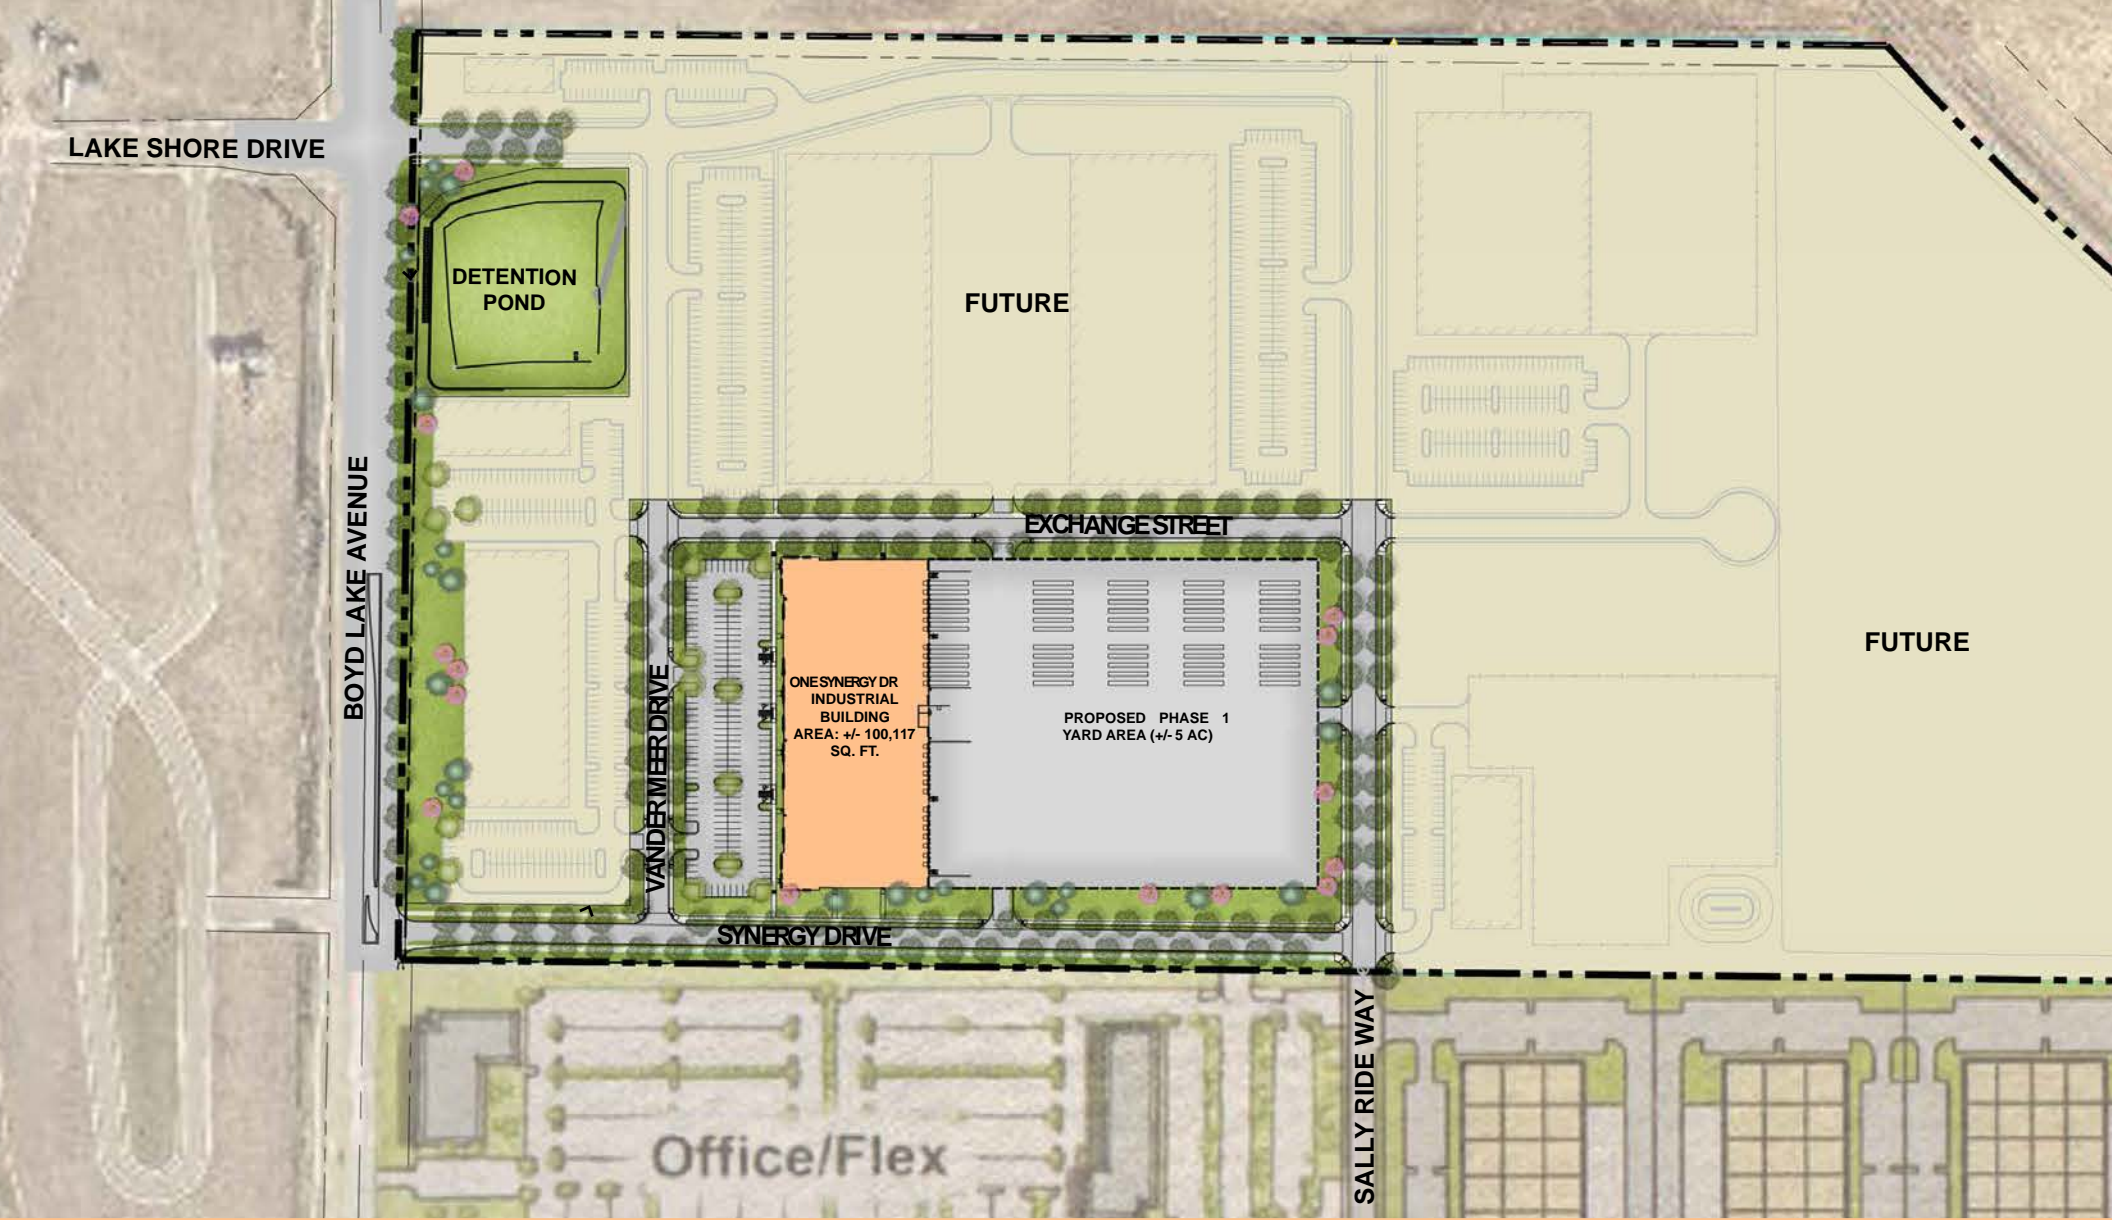 LAKE SHORE DRIVE
DETENTION
POND
FUTURE
BOYD LAKE AVENUE
EXCHANGE STREET
FUTURE
VANDERMEER DRIVE
ONE SYNERGY DR
INDUSTRIAL
BUILDING
AREA: +/- 100,117
SQ. FT.
PROPOSED PHASE 1
YARD AREA (+/- 5 AC)
SYNERGY DRIVE
SALLY RIDE WAY
Office/Flex